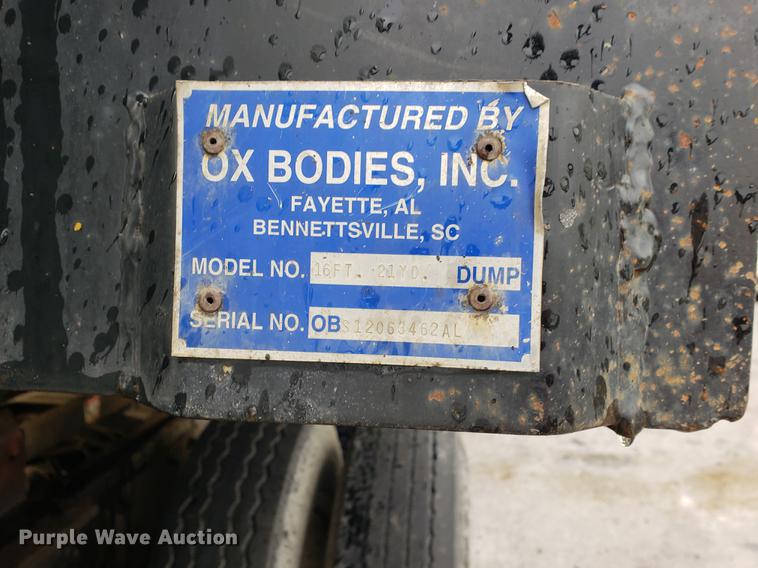 MANUFACTURED BY
OX BODIES, INC.
FAYETTE, AL
BENNETTSVILLE, SC
MODEL NO. 16FT. 21YD. DUMP
SERIAL NO. OBS12063462AL
Purple Wave Auction